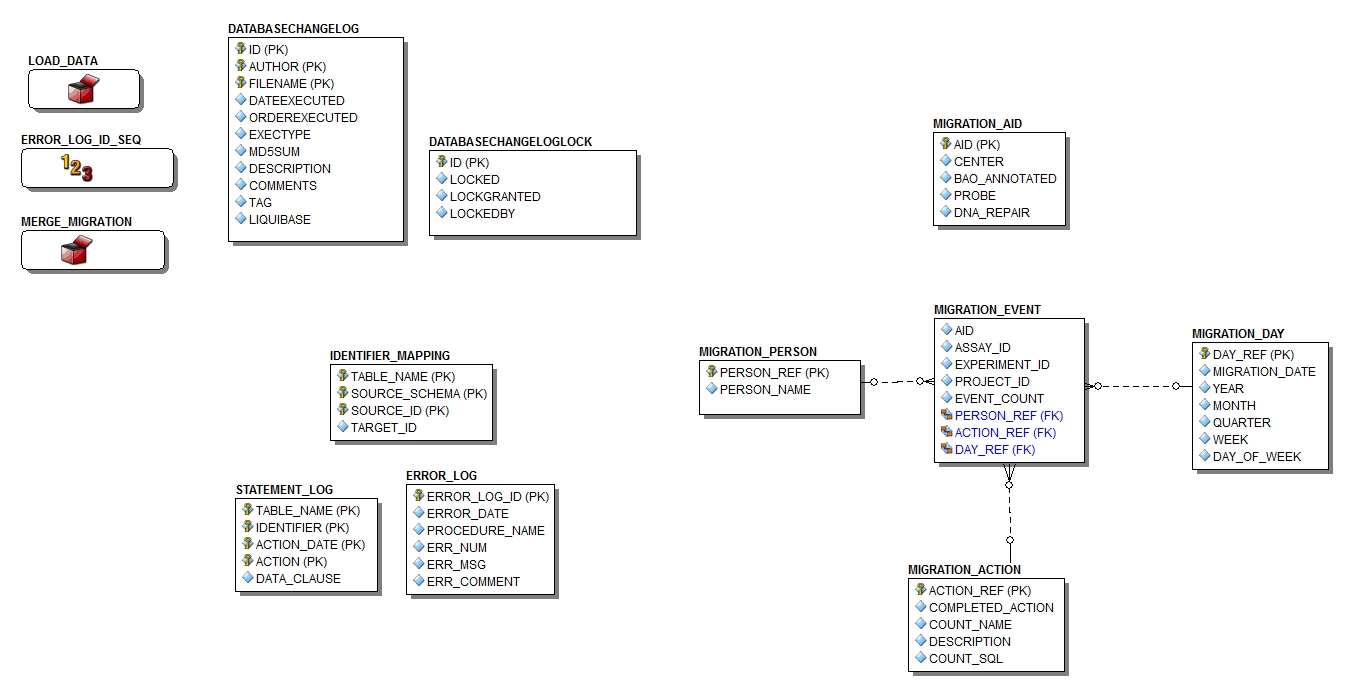 LOAD_DATA
ERROR_LOG_ID_SEQ
123
MERGE_MIGRATION
DATABASECHANGELOG
ID (PK)
AUTHOR (PK)
FILENAME (PK)
DATEEXECUTED
ORDEREXECUTED
EXECTYPE
MD5SUM
DESCRIPTION
COMMENTS
TAG
LIQUIBASE
DATABASECHANGELOGLOCK
ID (PK)
LOCKED
LOCKGRANTED
LOCKEDBY
MIGRATION_AID
AID (PK)
CENTER
BAO_ANNOTATED
PROBE
DNA_REPAIR
IDENTIFIER_MAPPING
TABLE_NAME (PK)
SOURCE_SCHEMA (PK)
SOURCE_ID (PK)
TARGET_ID
MIGRATION_PERSON
PERSON_REF (PK)
PERSON_NAME
MIGRATION_EVENT
AID
ASSAY_ID
EXPERIMENT_ID
PROJECT_ID
EVENT_COUNT
PERSON_REF (FK)
ACTION_REF (FK)
DAY_REF (FK)
MIGRATION_DAY
DAY_REF (PK)
MIGRATION_DATE
YEAR
MONTH
QUARTER
WEEK
DAY_OF_WEEK
STATEMENT_LOG
TABLE_NAME (PK)
IDENTIFIER (PK)
ACTION_DATE (PK)
ACTION (PK)
DATA_CLAUSE
ERROR_LOG
ERROR_LOG_ID (PK)
ERROR_DATE
PROCEDURE_NAME
ERR_NUM
ERR_MSG
ERR_COMMENT
MIGRATION_ACTION
ACTION_REF (PK)
COMPLETED_ACTION
COUNT_NAME
DESCRIPTION
COUNT_SQL